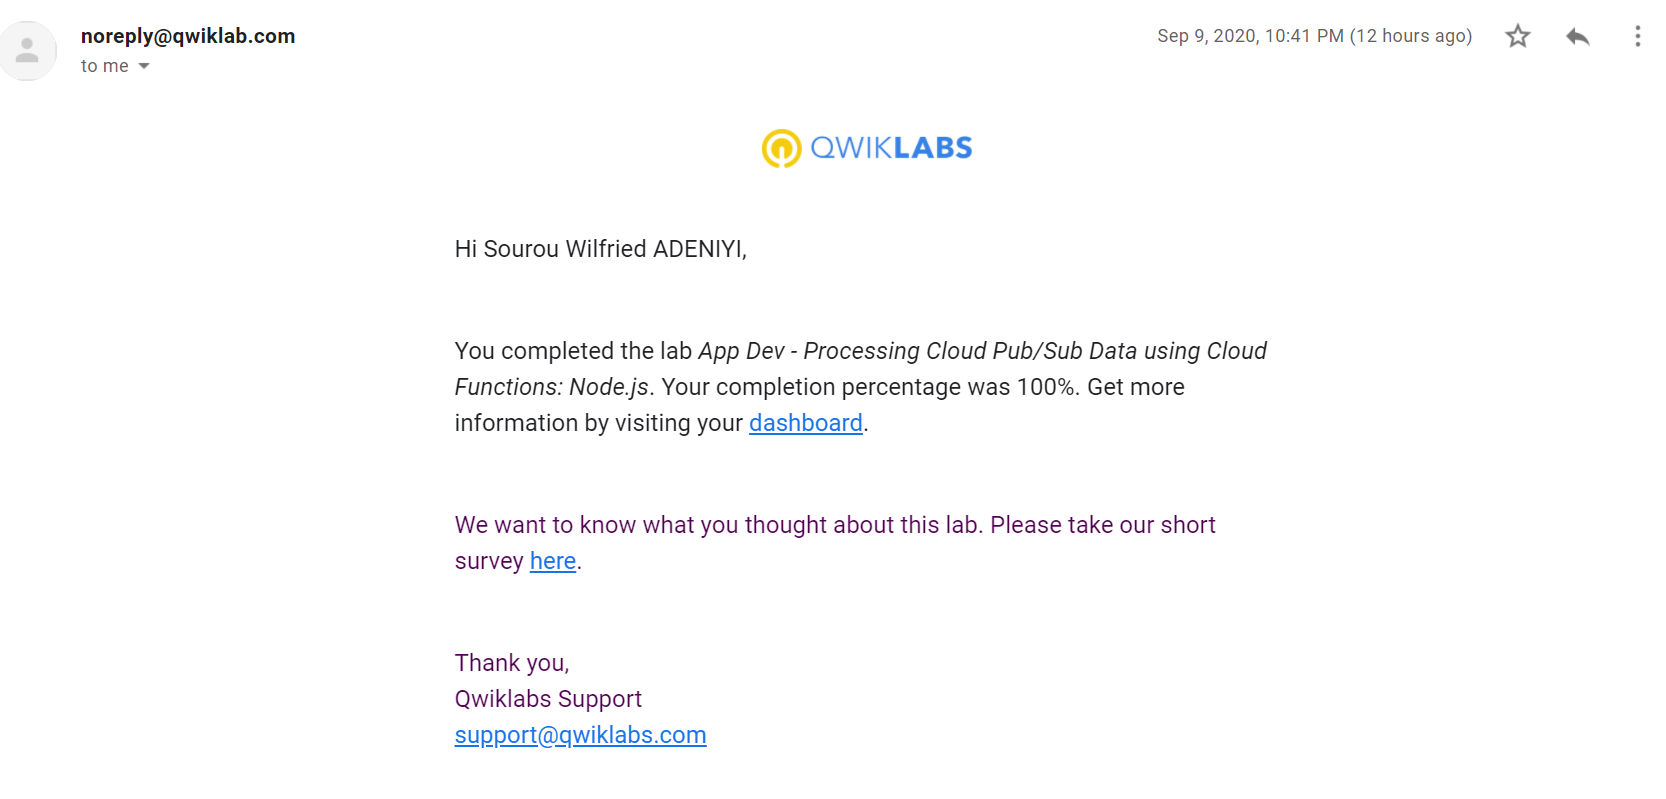 noreply@qwiklab.com
Sep 9, 2020, 10:41 PM (12 hours ago)
to me
QWIKLABS
Hi Sourou Wilfried ADENIYI,
You completed the lab App Dev - Processing Cloud Pub/Sub Data using Cloud
Functions: Node.js. Your completion percentage was 100%. Get more
information by visiting your dashboard.
We want to know what you thought about this lab. Please take our short
survey here.
Thank you,
Qwiklabs Support
support@qwiklabs.com